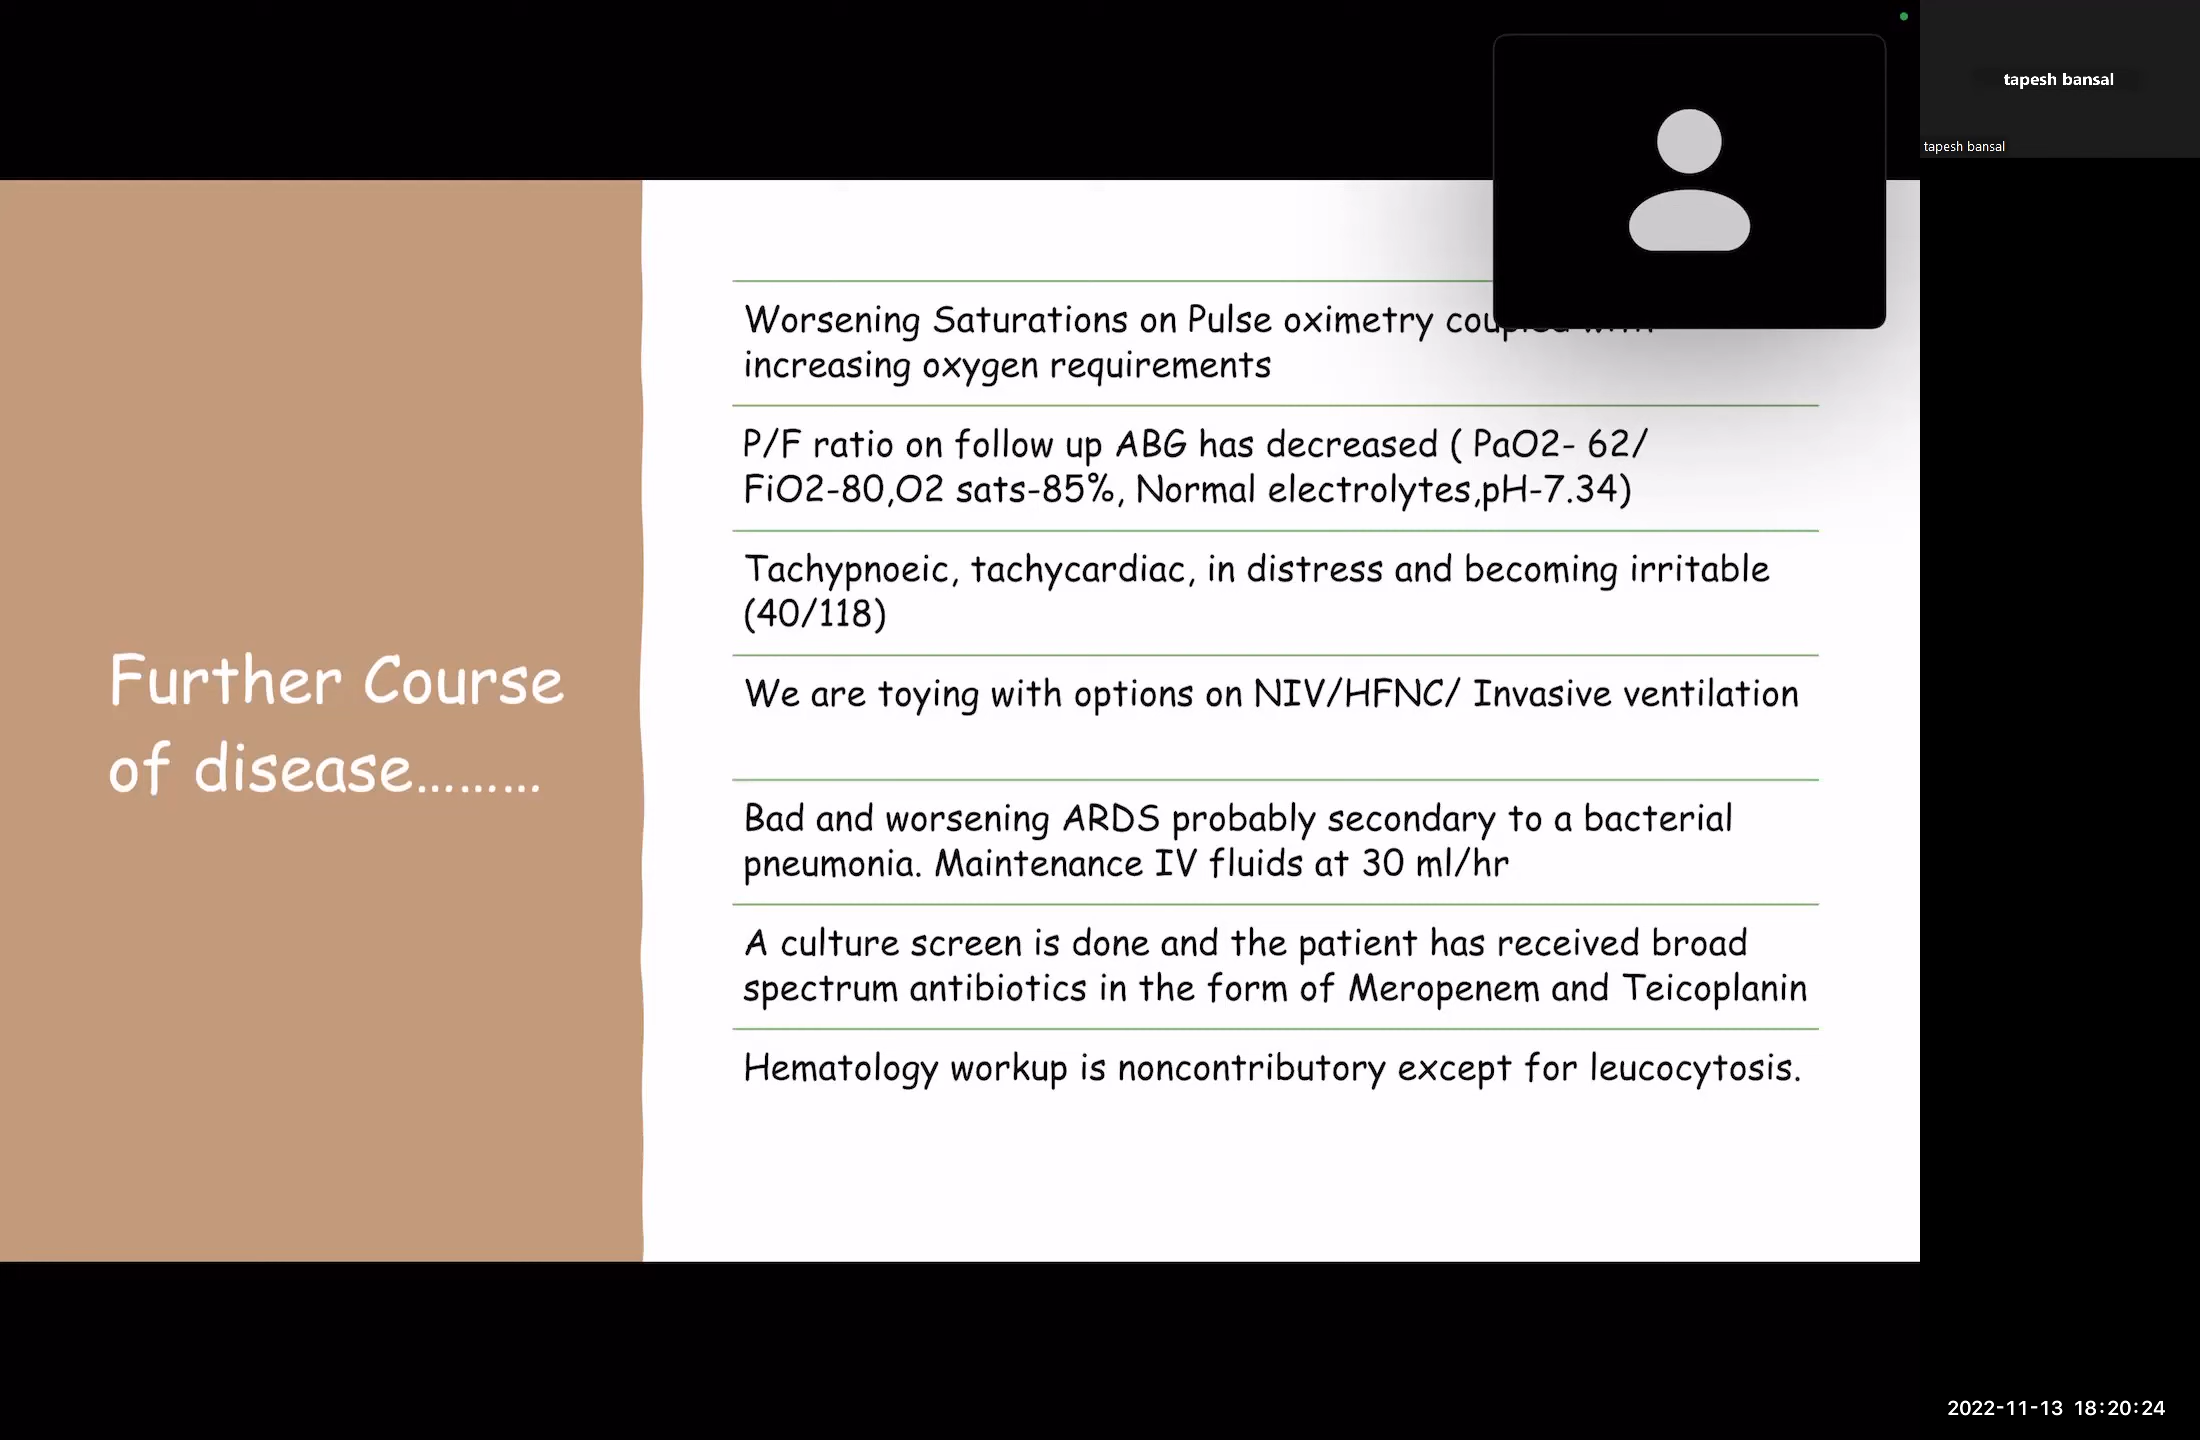 tapesh bansal
tapesh bansal
Further Course
of disease.........
Worsening Saturations on Pulse oximetry coupled with
increasing oxygen requirements
P/F ratio on follow up ABG has decreased ( PaO2- 62/
FiO2-80,O2 sats-85%, Normal electrolytes,pH-7.34)
Tachypnoeic, tachycardiac, in distress and becoming irritable
(40/118)
We are toying with options on NIV/HFNC/ Invasive ventilation
Bad and worsening ARDS probably secondary to a bacterial
pneumonia. Maintenance IV fluids at 30 ml/hr
A culture screen is done and the patient has received broad
spectrum antibiotics in the form of Meropenem and Teicoplanin
Hematology workup is noncontributory except for leucocytosis.
2022-11-13 18:20:24